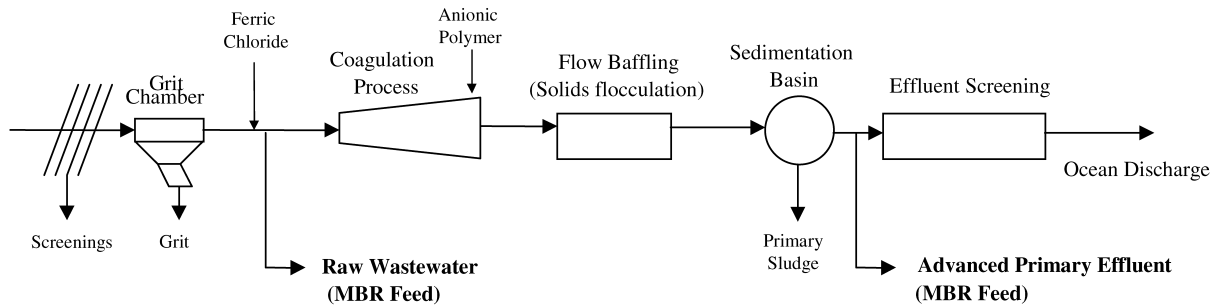 Ferric
Chloride
Anionic
Polymer
Grit
Chamber
Coagulation
Process
Flow Baffling
(Solids flocculation)
Sedimentation
Basin
Effluent Screening
Ocean Discharge
Screenings
Grit
Primary
Sludge
Raw Wastewater
(MBR Feed)
Advanced Primary Effluent
(MBR Feed)